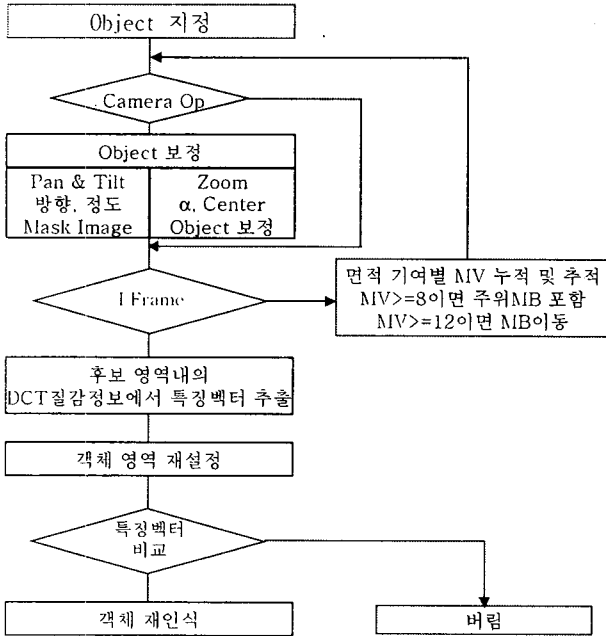 Object 지정
Camera Op
Object 보정
Pan & Tilt
방향, 정도
Mask Image
Zoom
α, Center
Object 보정
I Frame
면적 기여별 MV 누적 및 추적
MV>=8이면 주위MB 포함
MV>=12이면 MB이동
후보 영역내의
DCT질감정보에서 특징벡터 추출
객체 영역 재설정
특징벡터
비교
객체 재인식
버림